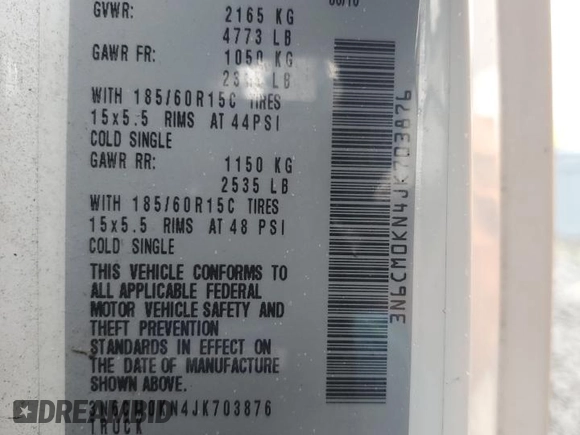 GVWR: 2165 KG
4773 LB
GAWR FR: 1050 KG
LB
WITH 185/60R15C TIRES
15x5.5 RIMS AT 44PSI
COLD SINGLE
GAWR RR: 1150 KG
2535 LB
WITH 185/60R15C TIRES
15x5.5 RIMS AT 48 PSI
COLD SINGLE
THIS VEHICLE CONFORMS TO
ALL APPLICABLE FEDERAL
MOTOR VEHICLE SAFETY AND
THEFT PREVENTION
STANDARDS IN EFFECT ON
THE DATE OF MANUFACTURE
SHOWN ABOVE.
3N6CM0KN4JK703876
TRUCK
3N6CM0KN4JK703876
DREAMBID